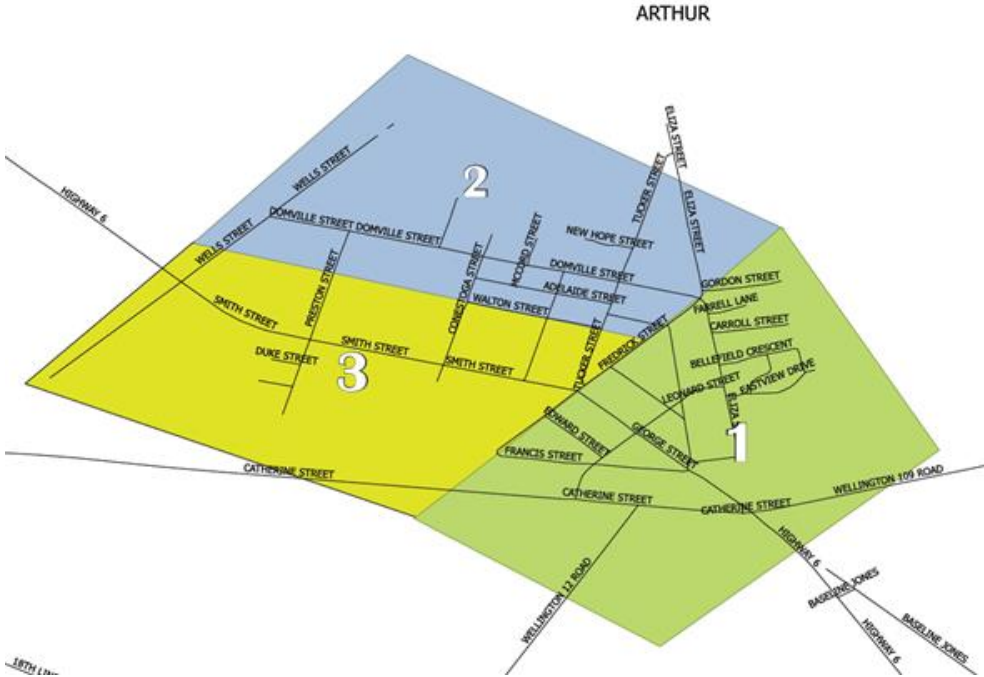 ARTHUR
ELIZA STREET
WELLS STREET
2
TUCKER STREET
HIGHWAY 6
ELIZA STREET
DOMVILLE STREET
DOMVILLE STREET
MCCORD STREET
NEW HOPE STREET
WELLS STREET
PRESTON STREET
CONESTOGA STREET
DOMVILLE STREET
GORDON STREET
ADELAIDE STREET
WALTON STREET
FARRELL LANE
SMITH STREET
CARROLL STREET
FREDRICK STREET
TUCKER STREET
SMITH STREET
DUKE STREET
SMITH STREET
3
BELLEFIELD CRESCENT
LEONARD STREET
EASTVIEW DRIVE
ELIZA S
EDWARD STREET
GEORGE STREET
1
FRANCIS STREET
CATHERINE STREET
CATHERINE STREET
CATHERINE STREET
WELLINGTON 109 ROAD
WELLINGTON 12 ROAD
HIGHWAY 6
BASELINE JONES
BASELINE JONES
HIGHWAY 6
18TH LIN